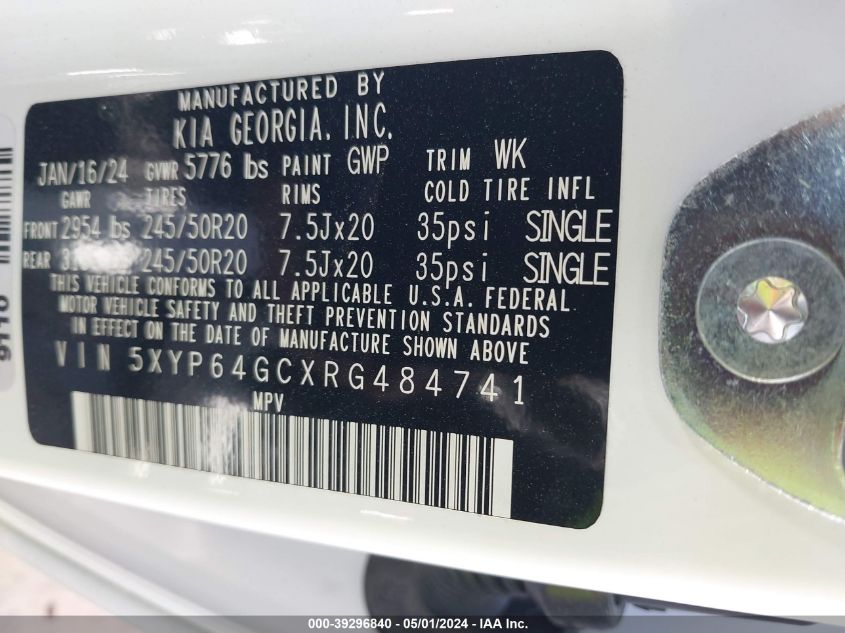 MANUFACTURED BY
KIA GEORGIA, INC.
JAN/16/24 GVWR 5776 lbs PAINT GWP TRIM WK
GAWR TIRES RIMS COLD TIRE INFL
FRONT 2954 lbs 245/50R20 7.5Jx20 35psi SINGLE
REAR 245/50R20 7.5Jx20 35psi SINGLE
THIS VEHICLE CONFORMS TO ALL APPLICABLE U.S.A. FEDERAL
MOTOR VEHICLE SAFETY AND THEFT PREVENTION STANDARDS
IN EFFECT ON THE DATE OF MANUFACTURE SHOWN ABOVE
VIN 5XYP64GCXRG484741
MPV
000-39296840 - 05/01/2024 - IAA Inc.